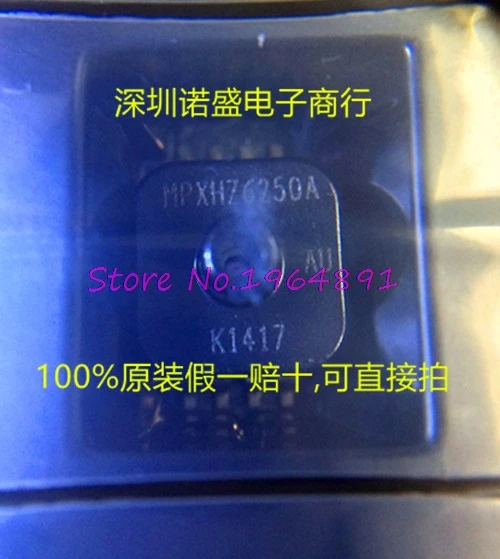 深圳诺盛电子商行
MPXHZ6250A
AU
Store No.1964891
K1417
100%原装假一赔十,可直接拍